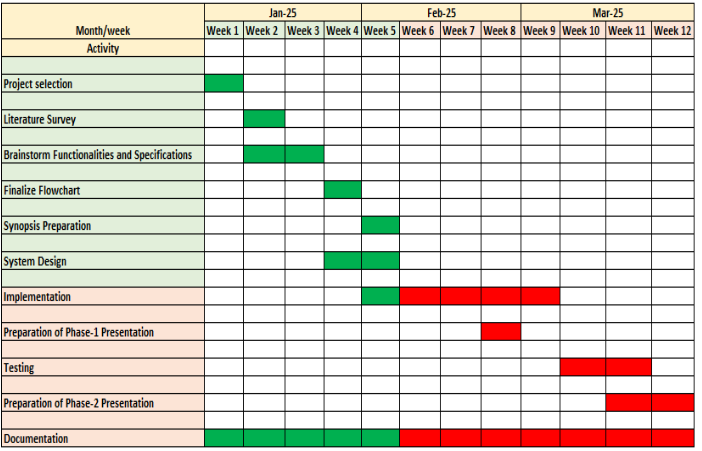 Jan-25 Feb-25 Mar-25
Month/week Week 1 Week 2 Week 3 Week 4 Week 5 Week 6 Week 7 Week 8 Week 9 Week 10 Week 11 Week 12
Activity
Project selection
Literature Survey
Brainstorm Functionalities and Specifications
Finalize Flowchart
Synopsis Preparation
System Design
Implementation
Preparation of Phase-1 Presentation
Testing
Preparation of Phase-2 Presentation
Documentation